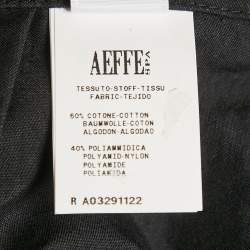 AEFFE SPA
TESSUTO-STOFF-TISSU
FABRIC-TEJIDO
60% COTONE-COTTON
BAUMWOLLE-COTON
ALGODON-ALGODAO
40% POLIAMMIDICA
POLYAMID-NYLON
POLYAMIDE
POLIAMIDA
R A03291122